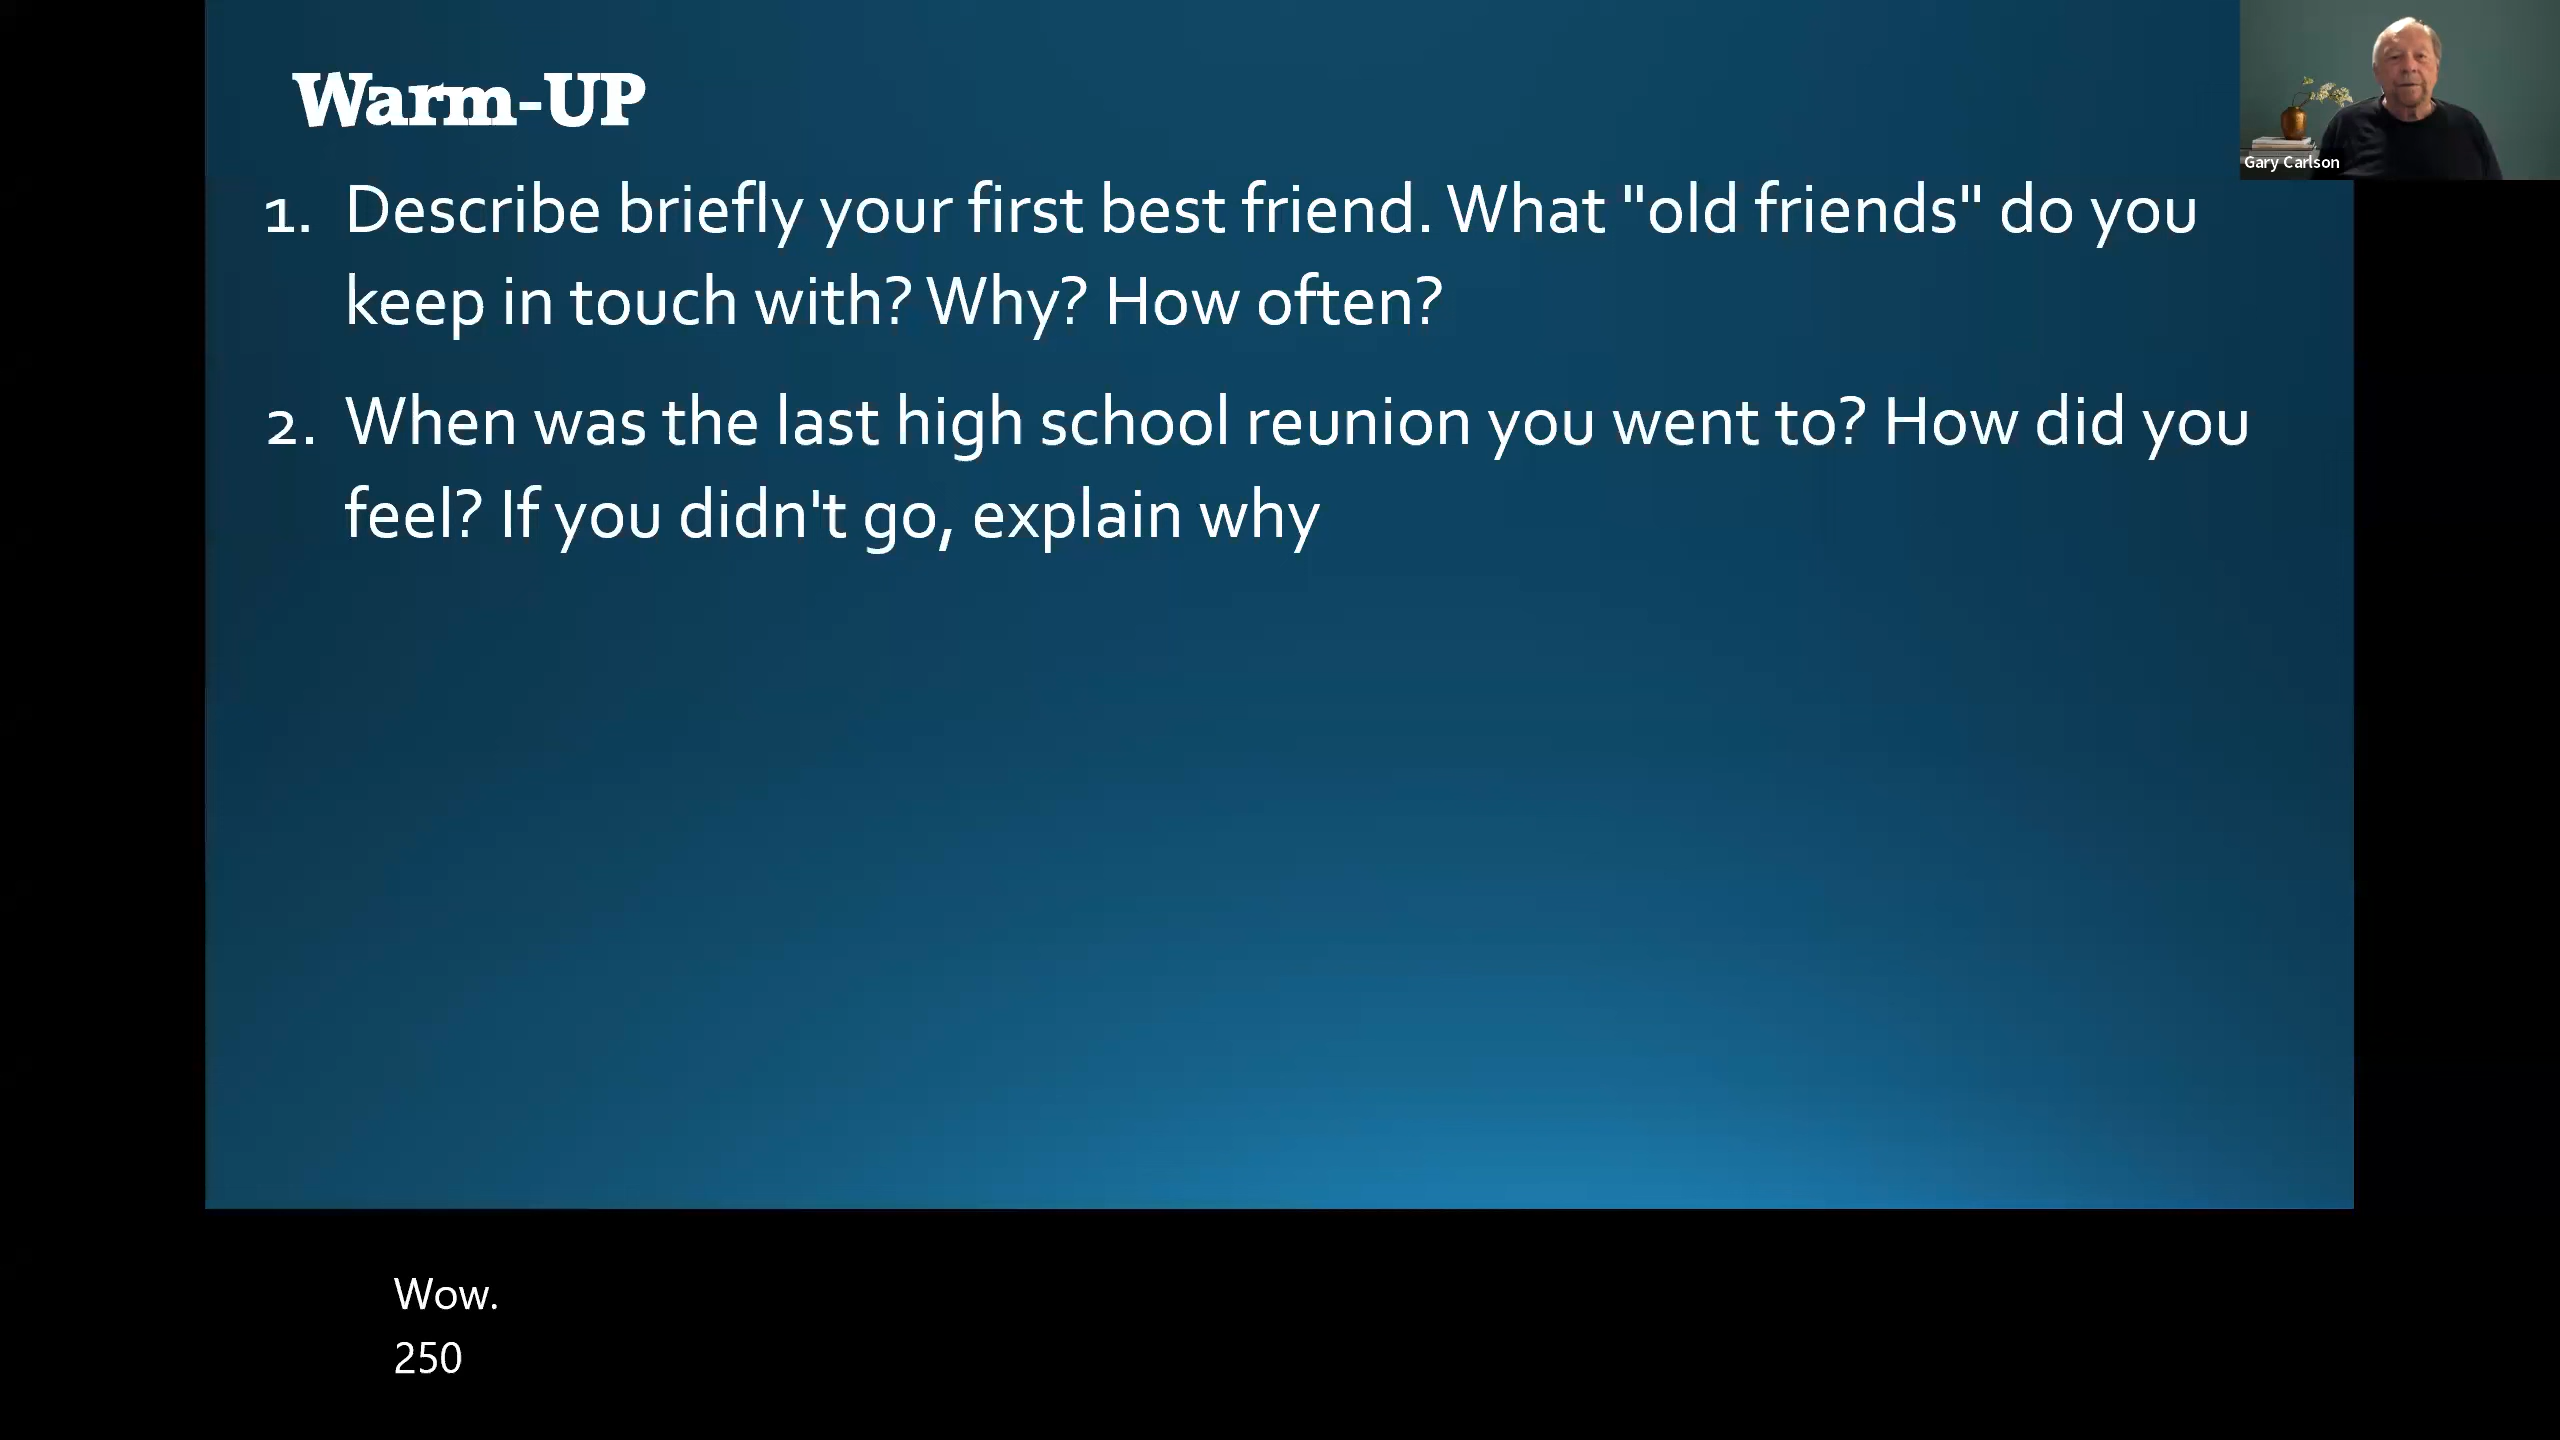 Warm-UP
1. Describe briefly your first best friend. What "old friends" do you
keep in touch with? Why? How often?
2. When was the last high school reunion you went to? How did you
feel? If you didn't go, explain why
Gary Carlson
Wow.
250